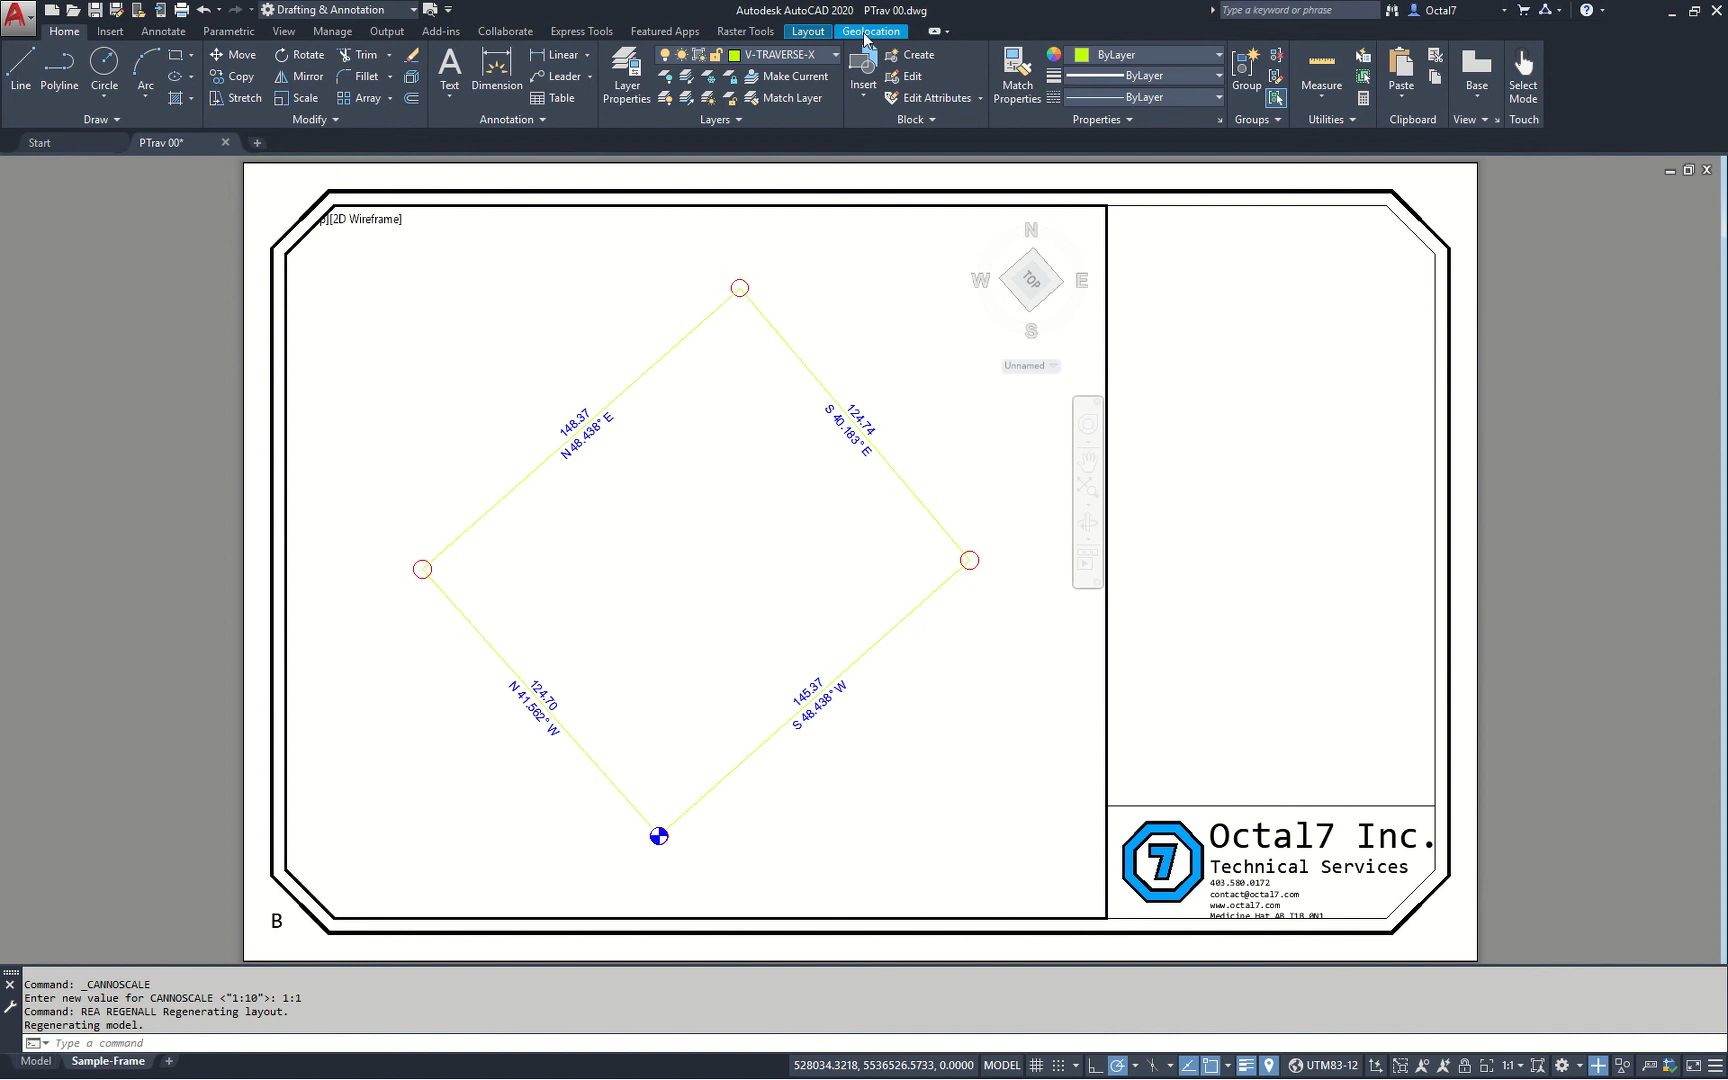 Drafting & Annotation
Autodesk AutoCAD 2020 PTrav 00.dwg
Type a keyword or phrase
Octal7
Home Insert Annotate Parametric View Manage Output Add-ins Collaborate Express Tools Featured Apps Raster Tools Layout Geolocation
Line
Polyline
Circle
Arc
Move
Rotate
Trim
Copy
Mirror
Fillet
Stretch
Scale
Array
Text
Dimension
Linear
Leader
Table
Layer
Properties
V-TRAVERSE-X
Make Current
Match Layer
Insert
Create
Edit
Edit Attributes
Match
Properties
ByLayer
ByLayer
ByLayer
Group
Measure
Paste
Base
Select
Mode
Draw
Modify
Annotation
Layers
Block
Properties
Groups
Utilities
Clipboard
View
Touch
Start
PTrav 00*
][2D Wireframe]
N
W
TOP
E
S
Unnamed
148.37
N 48.438° E
124.74
S 40.183° E
124.70
N 41.562° W
145.37
S 48.438° W
7
Octal7 Inc.
Technical Services
403.580.0172
contact@octal7.com
www.octal7.com
Medicine Hat AB T1B 0N1
B
Command: _CANNOSCALE
Enter new value for CANNOSCALE <"1:10">: 1:1
Command: REA REGENALL Regenerating layout.
Regenerating model.
Type a command
Model
Sample-Frame
528034.3218, 5536526.5733, 0.0000
MODEL
UTM83-12
1:1